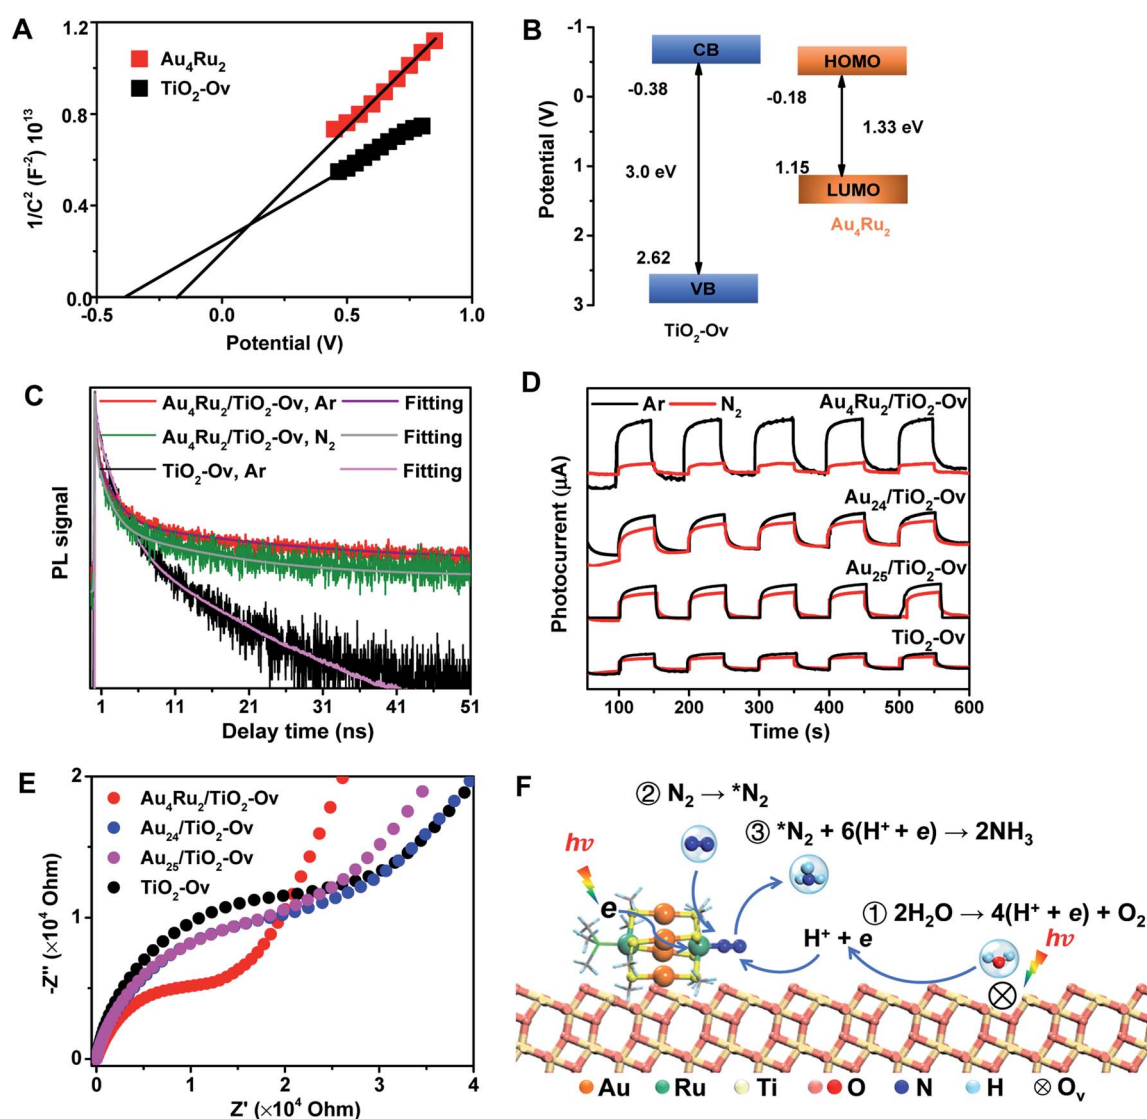 A
1.2
0.8
0.4
0.0
-0.5
0.0
0.5
1.0
1/C² (F⁻²) 10¹³
Potential (V)
Au₄Ru₂
TiO₂-Ov
B
-1
0
1
2
3
Potential (V)
CB
-0.38
3.0 eV
2.62
VB
TiO₂-Ov
HOMO
-0.18
1.33 eV
1.15
LUMO
Au₄Ru₂
C
Au₄Ru₂/TiO₂-Ov, Ar Fitting
Au₄Ru₂/TiO₂-Ov, N₂ Fitting
TiO₂-Ov, Ar Fitting
PL signal
1 11 21 31 41 51
Delay time (ns)
D
Ar N₂
Au₄Ru₂/TiO₂-Ov
Au₂₄/TiO₂-Ov
Au₂₅/TiO₂-Ov
TiO₂-Ov
Photocurrent (μA)
100 200 300 400 500 600
Time (s)
E
2
1
0
-Z'' (×10⁴ Ohm)
Au₄Ru₂/TiO₂-Ov
Au₂₄/TiO₂-Ov
Au₂₅/TiO₂-Ov
TiO₂-Ov
0 1 2 3 4
Z' (×10⁴ Ohm)
F
② N₂ → *N₂
③ *N₂ + 6(H⁺ + e) → 2NH₃
hν
e
① 2H₂O → 4(H⁺ + e) + O₂
H⁺ + e
hν
Au Ru Ti O N H Oᵥ